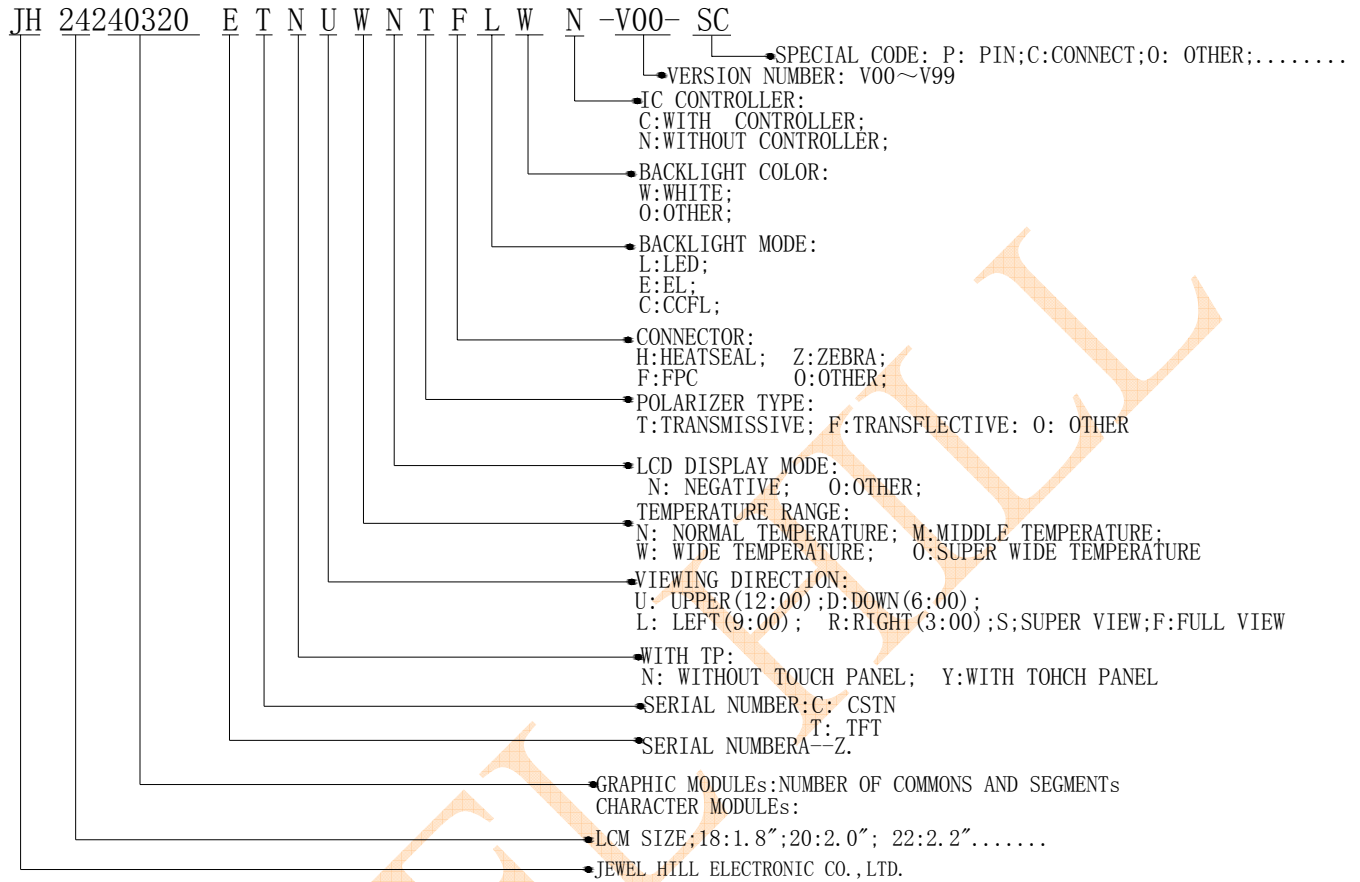 JH 24240320 E T N U W N T F L W N -V00- SC
SPECIAL CODE: P: PIN;C:CONNECT;O: OTHER;........
VERSION NUMBER: V00～V99
IC CONTROLLER:
C:WITH CONTROLLER;
N:WITHOUT CONTROLLER;
BACKLIGHT COLOR:
W:WHITE;
O:OTHER;
BACKLIGHT MODE:
L:LED;
E:EL;
C:CCFL;
CONNECTOR:
H:HEATSEAL; Z:ZEBRA;
F:FPC O:OTHER;
POLARIZER TYPE:
T:TRANSMISSIVE; F:TRANSFLECTIVE: O: OTHER
LCD DISPLAY MODE:
N: NEGATIVE; O:OTHER;
TEMPERATURE RANGE:
N: NORMAL TEMPERATURE; M:MIDDLE TEMPERATURE;
W: WIDE TEMPERATURE; O:SUPER WIDE TEMPERATURE
VIEWING DIRECTION:
U: UPPER(12:00);D:DOWN(6:00);
L: LEFT(9:00); R:RIGHT(3:00);S;SUPER VIEW;F:FULL VIEW
WITH TP:
N: WITHOUT TOUCH PANEL; Y:WITH TOHCH PANEL
SERIAL NUMBER:C: CSTN
T: TFT
SERIAL NUMBERA--Z.
GRAPHIC MODULEs:NUMBER OF COMMONS AND SEGMENTs
CHARACTER MODULEs:
LCM SIZE;18:1.8″;20:2.0″; 22:2.2″.......
JEWEL HILL ELECTRONIC CO.,LTD.